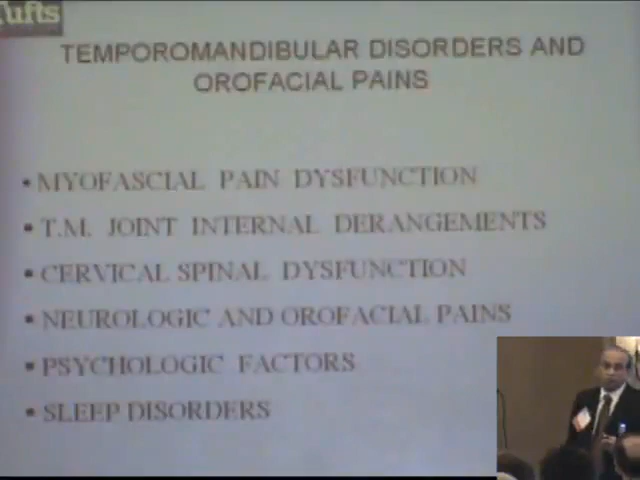 Tufts
TEMPOROMANDIBULAR DISORDERS AND
OROFACIAL PAINS
• MYOFASCIAL PAIN DYSFUNCTION
• T.M. JOINT INTERNAL DERANGEMENTS
• CERVICAL SPINAL DYSFUNCTION
• NEUROLOGIC AND OROFACIAL PAINS
• PSYCHOLOGIC FACTORS
• SLEEP DISORDERS